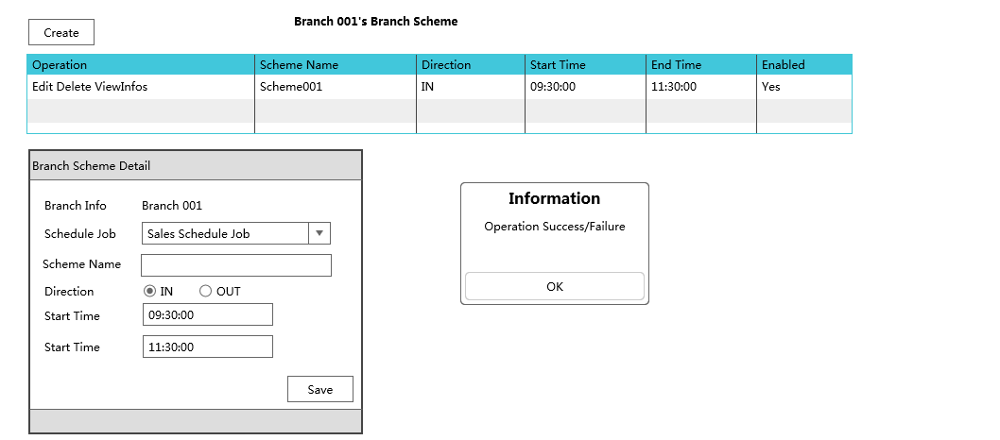 Branch 001's Branch Scheme
Create
Operation Scheme Name Direction Start Time End Time Enabled
Edit Delete ViewInfos Scheme001 IN 09:30:00 11:30:00 Yes
Branch Scheme Detail
Branch Info Branch 001
Schedule Job Sales Schedule Job
Scheme Name
Direction IN OUT
Start Time 09:30:00
Start Time 11:30:00
Save
Information
Operation Success/Failure
OK